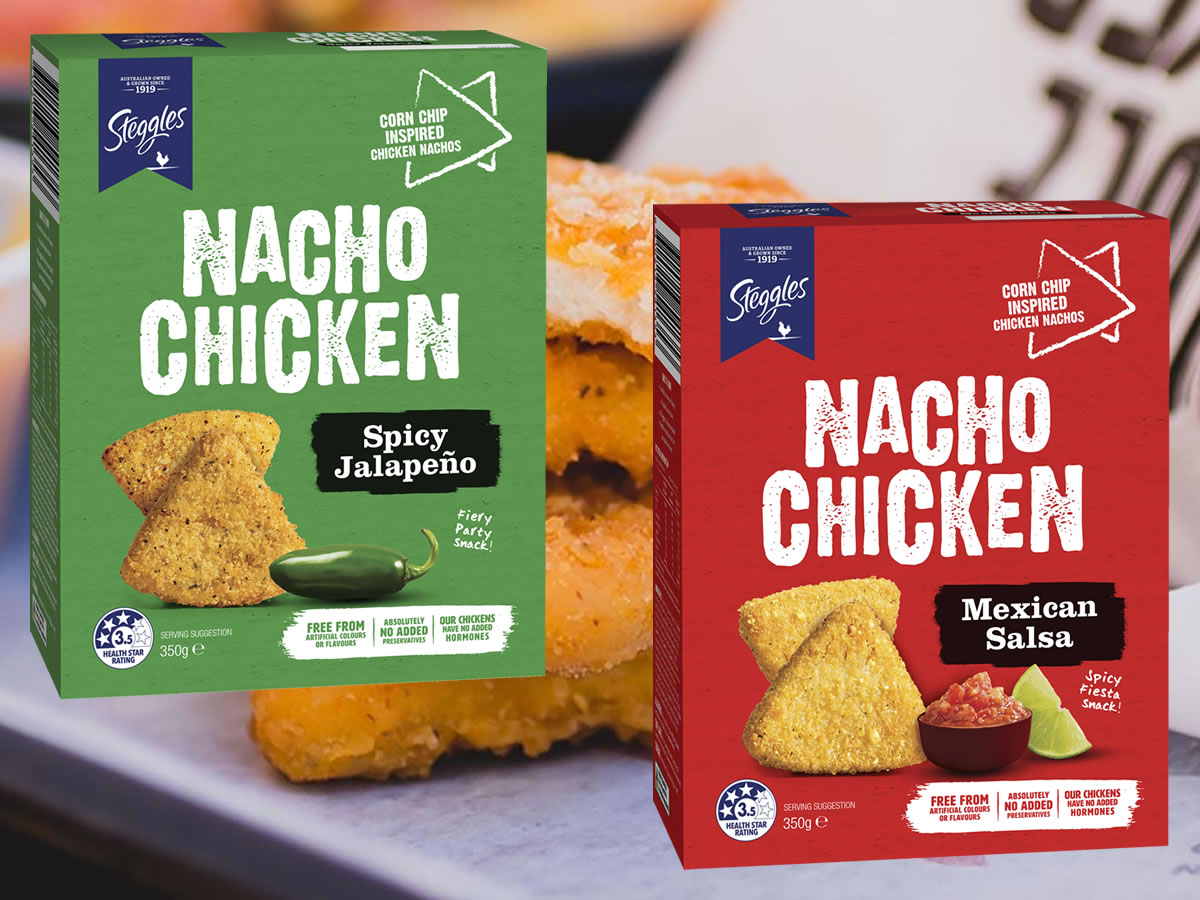 Steggles
AUSTRALIAN OWNED
& GROWN SINCE
1919
Steggles
CORN CHIP
INSPIRED
CHICKEN NACHOS
NACHO
CHICKEN
Spicy
Jalapeño
Fiery
Party
Snack!
3.5
HEALTH STAR
RATING
SERVING SUGGESTION
350g e
FREE FROM
ARTIFICIAL COLOURS
OR FLAVOURS
ABSOLUTELY
NO ADDED
PRESERVATIVES
OUR CHICKENS
HAVE NO ADDED
HORMONES
Steggles
AUSTRALIAN OWNED
& GROWN SINCE
1919
Steggles
CORN CHIP
INSPIRED
CHICKEN NACHOS
NACHO
CHICKEN
Mexican
Salsa
Spicy
Fiesta
Snack!
3.5
HEALTH STAR
RATING
SERVING SUGGESTION
350g e
FREE FROM
ARTIFICIAL COLOURS
OR FLAVOURS
ABSOLUTELY
NO ADDED
PRESERVATIVES
OUR CHICKENS
HAVE NO ADDED
HORMONES